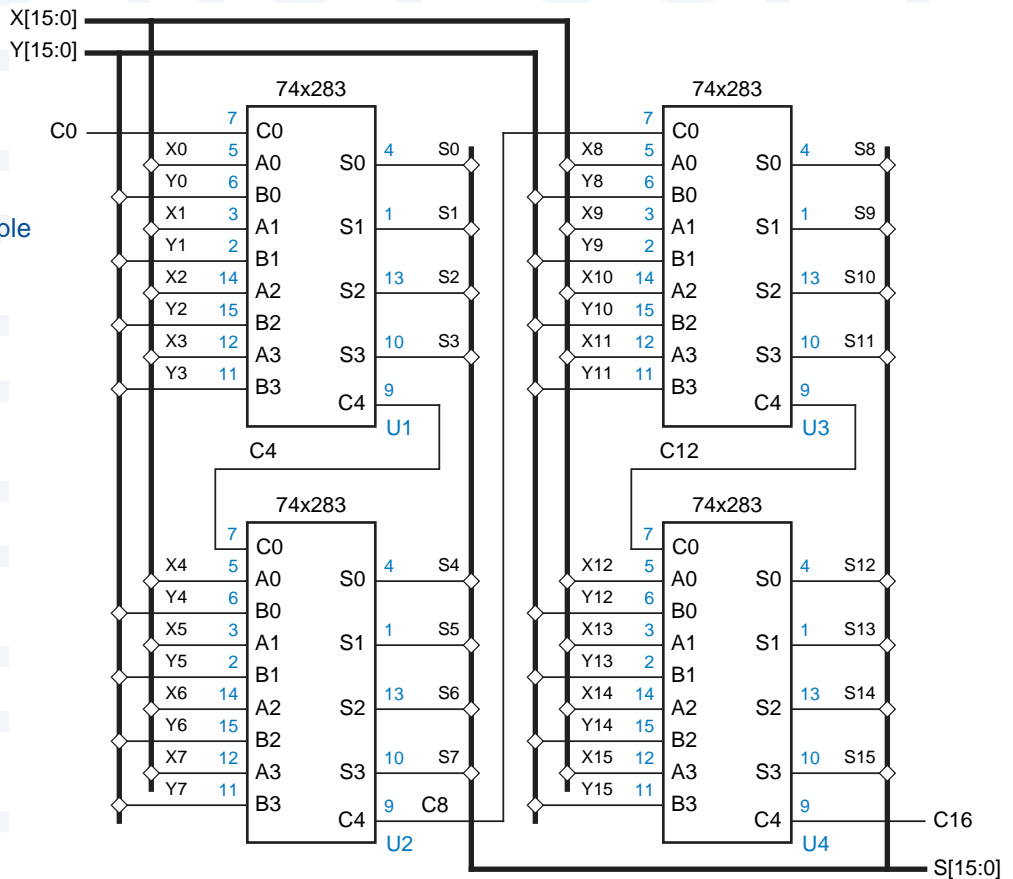 X[15:0]
Y[15:0]
74x283
74x283
C0
7
C0
7
C0
X0
5
A0
S0
4
S0
X8
5
A0
S0
4
S8
Y0
6
B0
Y8
6
B0
X1
3
A1
S1
1
S1
X9
3
A1
S1
1
S9
ple
Y1
2
B1
Y9
2
B1
X2
14
A2
S2
13
S2
X10
14
A2
S2
13
S10
Y2
15
B2
Y10
15
B2
X3
12
A3
S3
10
S3
X11
12
A3
S3
10
S11
Y3
11
B3
Y11
11
B3
C4
9
C4
9
U1
U3
C4
C12
74x283
74x283
7
C0
7
C0
X4
5
A0
S0
4
S4
X12
5
A0
S0
4
S12
Y4
6
B0
Y12
6
B0
X5
3
A1
S1
1
S5
X13
3
A1
S1
1
S13
Y5
2
B1
Y13
2
B1
X6
14
A2
S2
13
S6
X14
14
A2
S2
13
S14
Y6
15
B2
Y14
15
B2
X7
12
A3
S3
10
S7
X15
12
A3
S3
10
S15
Y7
11
B3
Y15
11
B3
C4
9
C8
C4
9
C16
U2
U4
S[15:0]